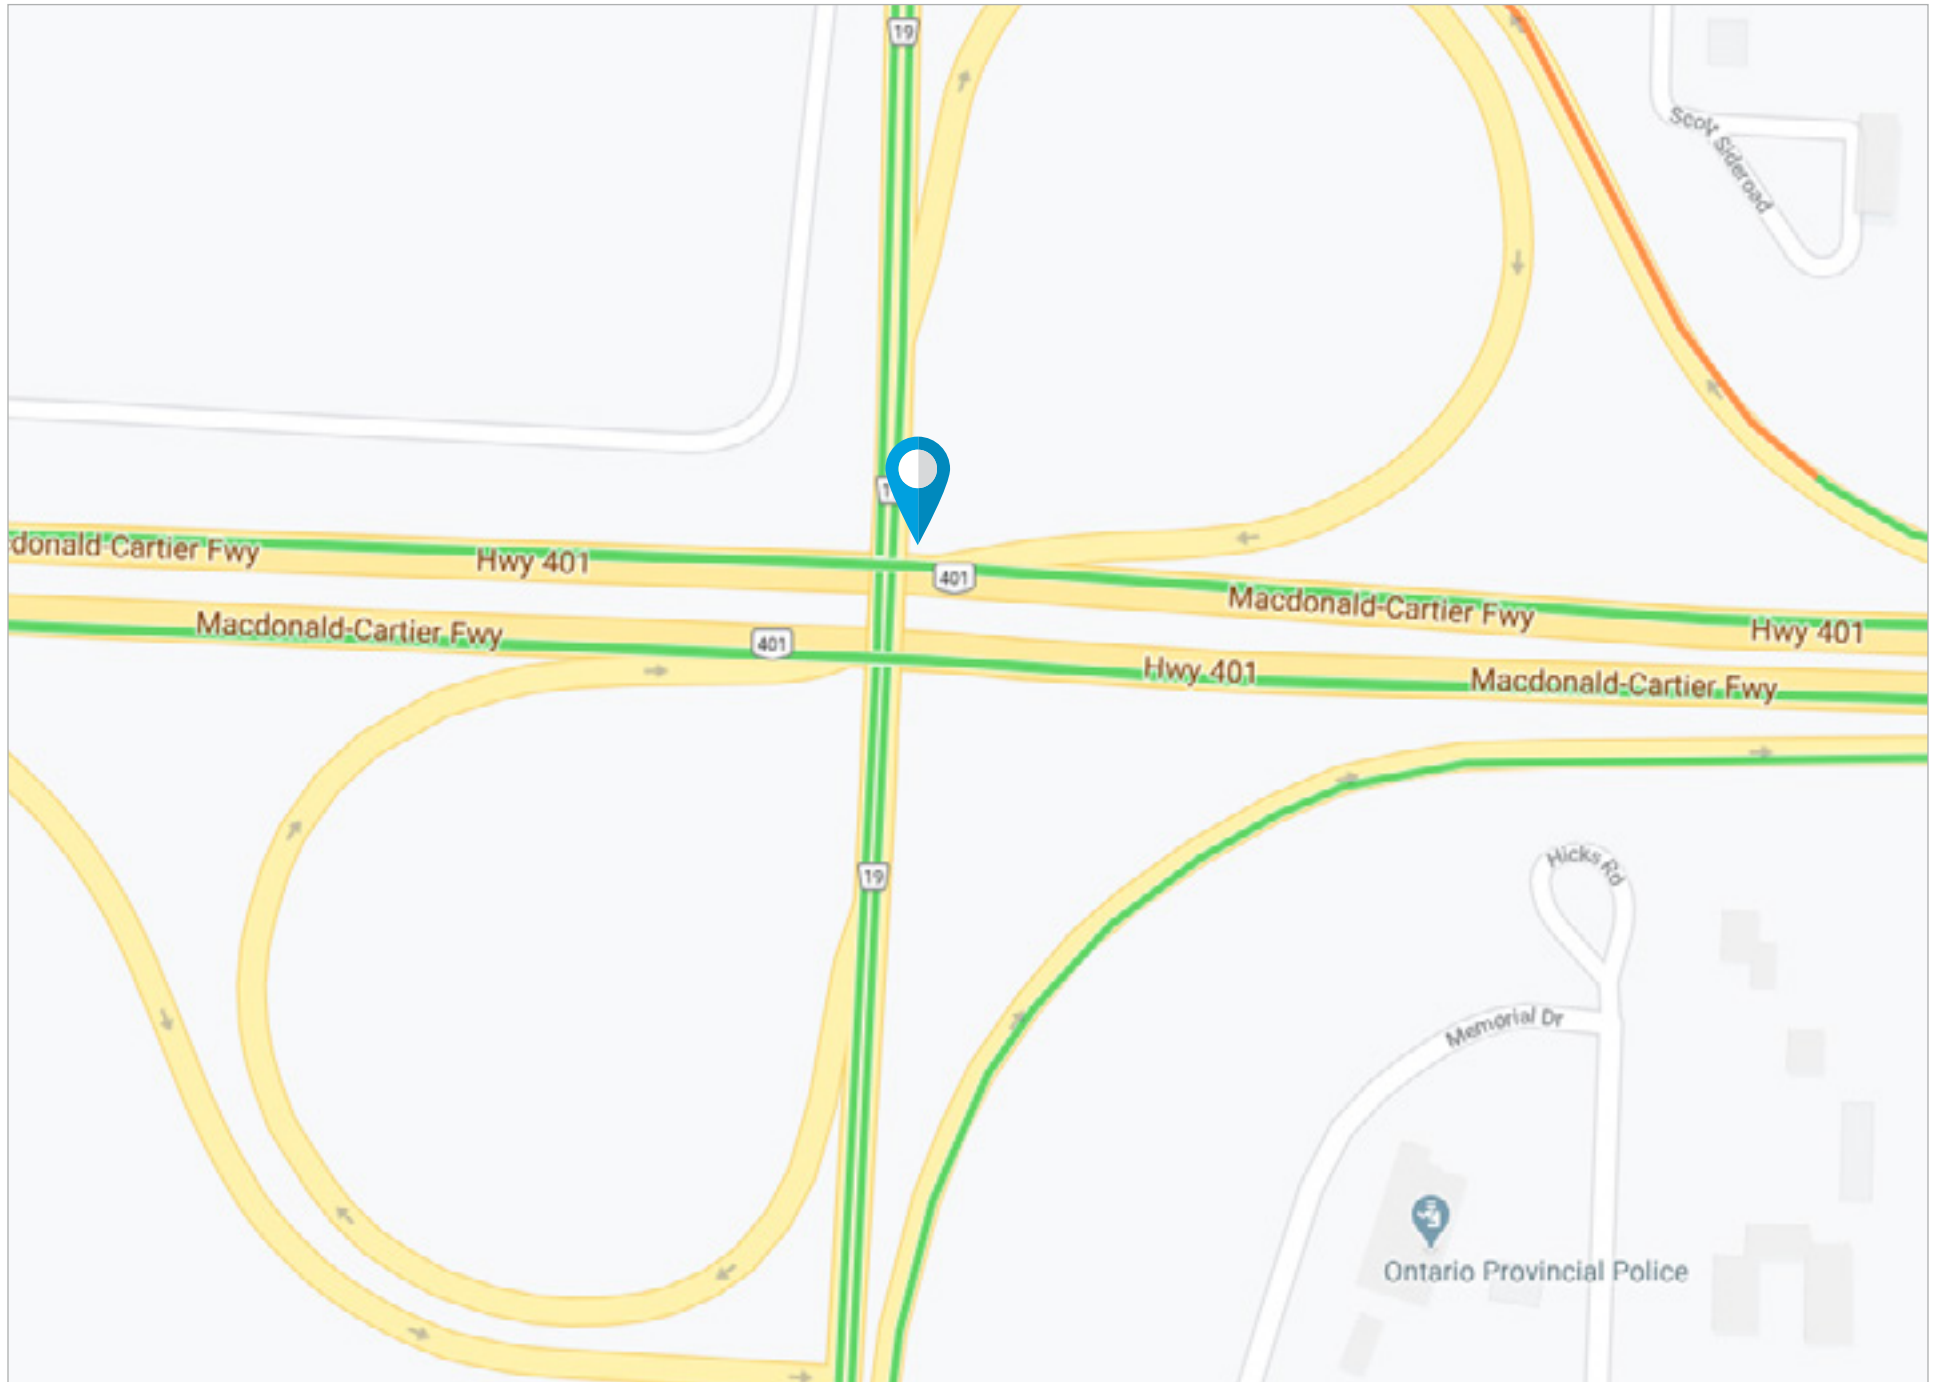 19
Scott Sideroad
donald-Cartier Fwy
Hwy 401
401
Macdonald-Cartier Fwy
Hwy 401
Macdonald-Cartier Fwy
401
Hwy 401
Macdonald-Cartier Fwy
19
Hicks Rd
Memorial Dr
Ontario Provincial Police